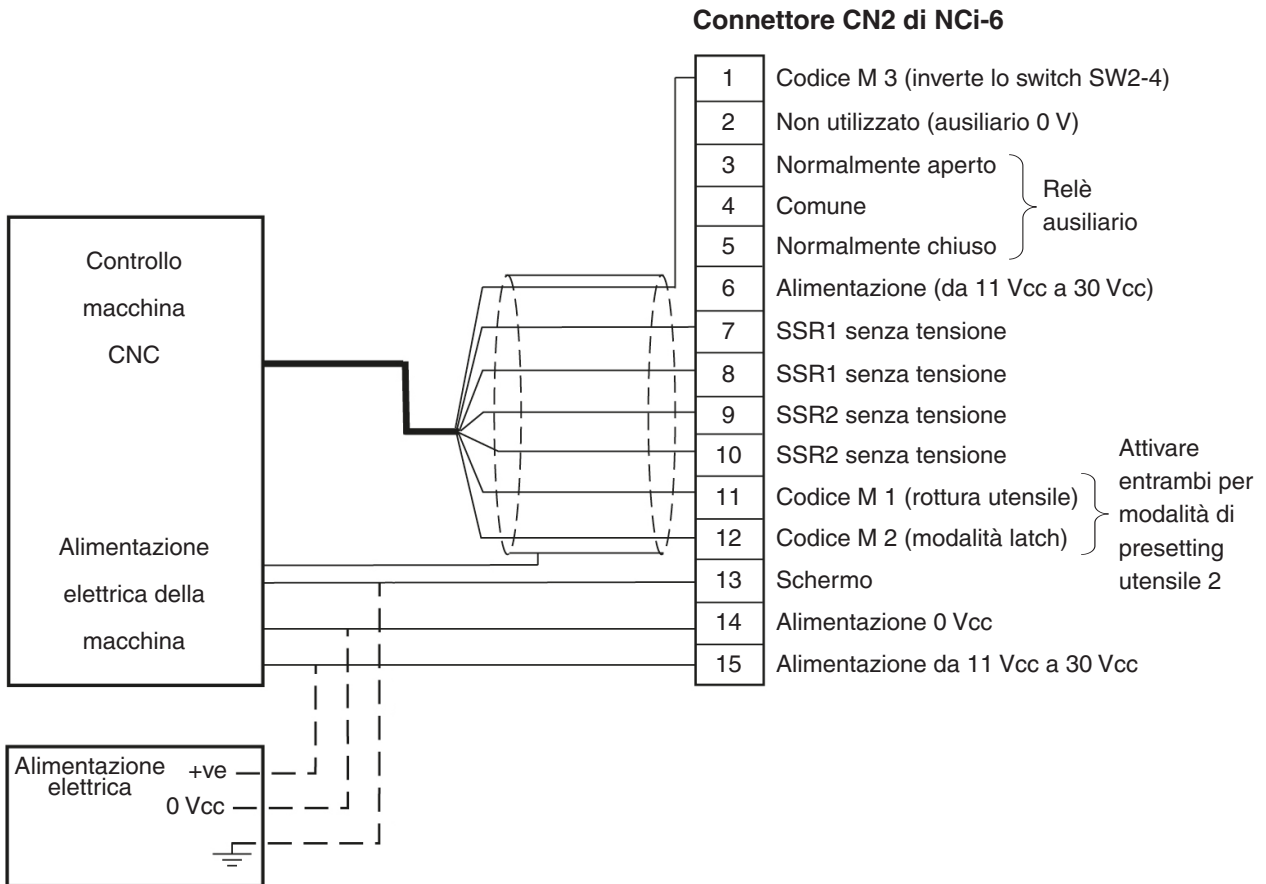 Connettore CN2 di NCi-6
1 Codice M 3 (inverte lo switch SW2-4)
2 Non utilizzato (ausiliario 0 V)
3 Normalmente aperto
4 Comune
5 Normalmente chiuso
Relè
ausiliario
6 Alimentazione (da 11 Vcc a 30 Vcc)
7 SSR1 senza tensione
8 SSR1 senza tensione
9 SSR2 senza tensione
10 SSR2 senza tensione
11 Codice M 1 (rottura utensile)
12 Codice M 2 (modalità latch)
Attivare
entrambi per
modalità di
presetting
utensile 2
13 Schermo
14 Alimentazione 0 Vcc
15 Alimentazione da 11 Vcc a 30 Vcc
Controllo
macchina
CNC
Alimentazione
elettrica della
macchina
Alimentazione
elettrica
+ve
0 Vcc